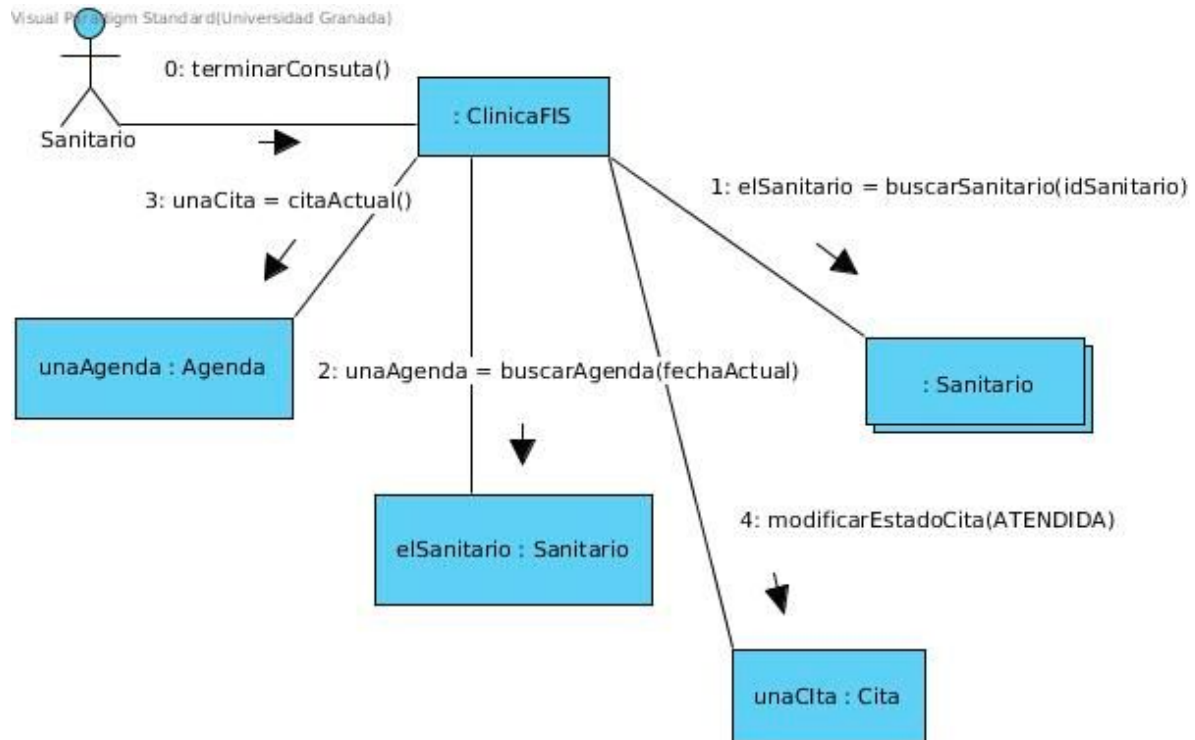 Visual Paradigm Standard(Universidad Granada)
0: terminarConsuta()
: ClinicaFIS
Sanitario
1: elSanitario = buscarSanitario(idSanitario)
3: unaCita = citaActual()
unaAgenda : Agenda
2: unaAgenda = buscarAgenda(fechaActual)
: Sanitario
4: modificarEstadoCita(ATENDIDA)
elSanitario : Sanitario
unaCIta : Cita